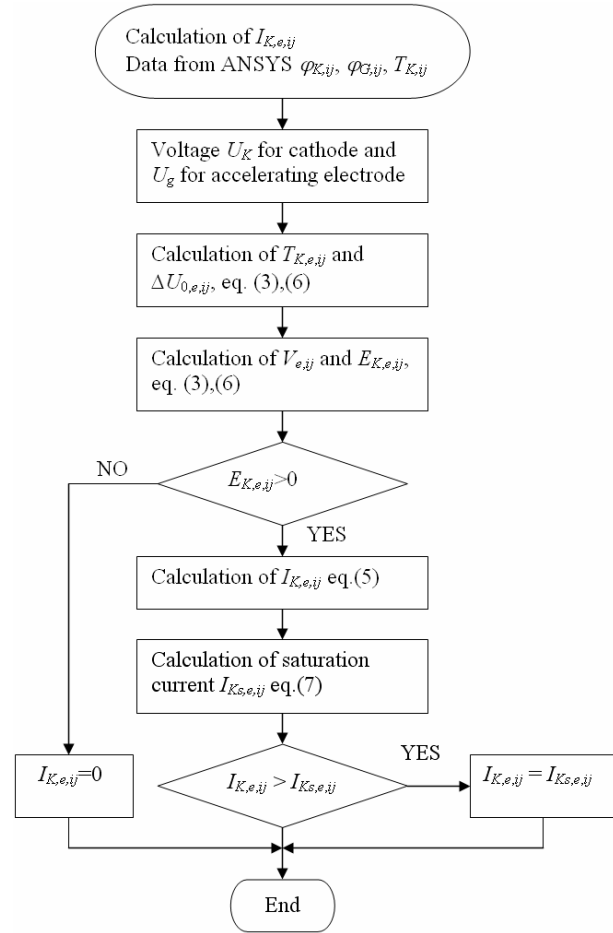 Calculation of I_{K,e,ij}
Data from ANSYS φ_{K,ij}, φ_{G,ij}, T_{K,ij}
Voltage U_K for cathode and
U_g for accelerating electrode
Calculation of T_{K,e,ij} and
ΔU_{0,e,ij}, eq. (3),(6)
Calculation of V_{e,ij} and E_{K,e,ij},
eq. (3),(6)
NO
E_{K,e,ij}>0
YES
Calculation of I_{K,e,ij} eq.(5)
Calculation of saturation
current I_{Ks,e,ij} eq.(7)
YES
I_{K,e,ij}=0
I_{K,e,ij} > I_{Ks,e,ij}
I_{K,e,ij} = I_{Ks,e,ij}
End